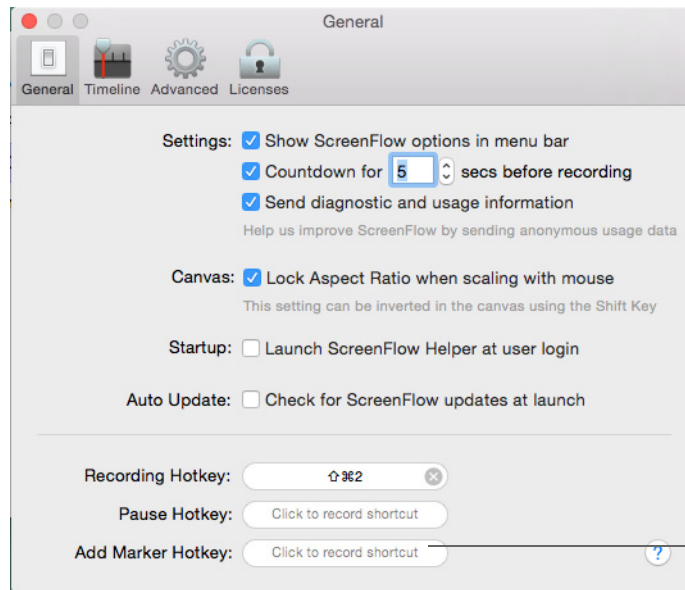 General
General Timeline Advanced Licenses
Settings: Show ScreenFlow options in menu bar
Countdown for 5 secs before recording
Send diagnostic and usage information
Help us improve ScreenFlow by sending anonymous usage data
Canvas: Lock Aspect Ratio when scaling with mouse
This setting can be inverted in the canvas using the Shift Key
Startup: Launch ScreenFlow Helper at user login
Auto Update: Check for ScreenFlow updates at launch
Recording Hotkey: ⇧⌘2
Pause Hotkey: Click to record shortcut
Add Marker Hotkey: Click to record shortcut ?